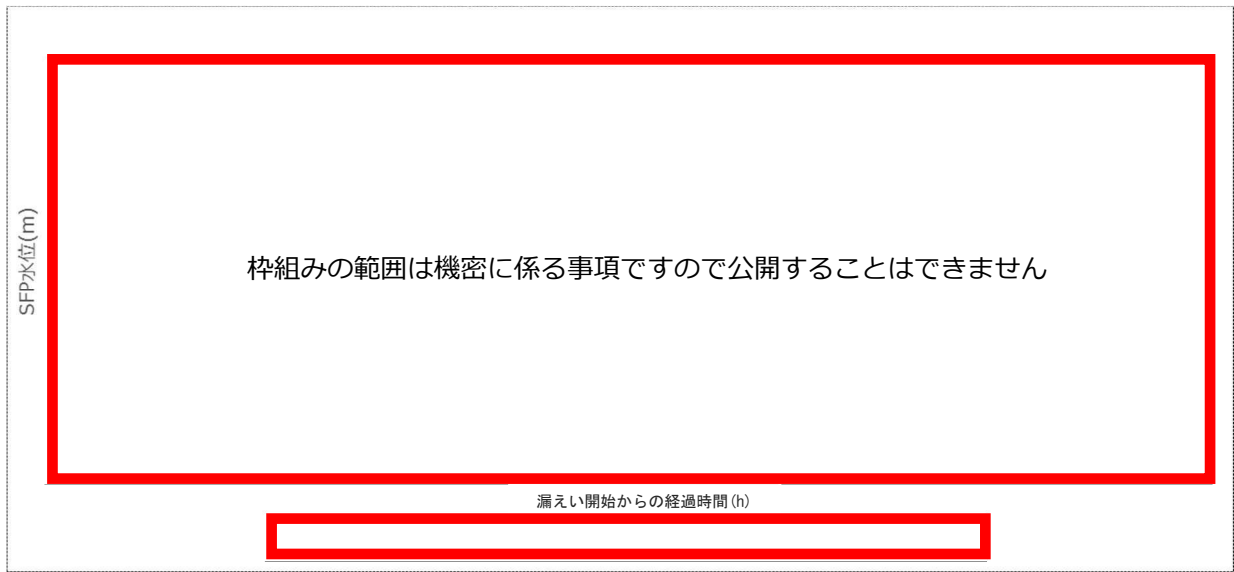 SFP水位(m)
枠組みの範囲は機密に係る事項ですので公開することはできません
漏えい開始からの経過時間(h)